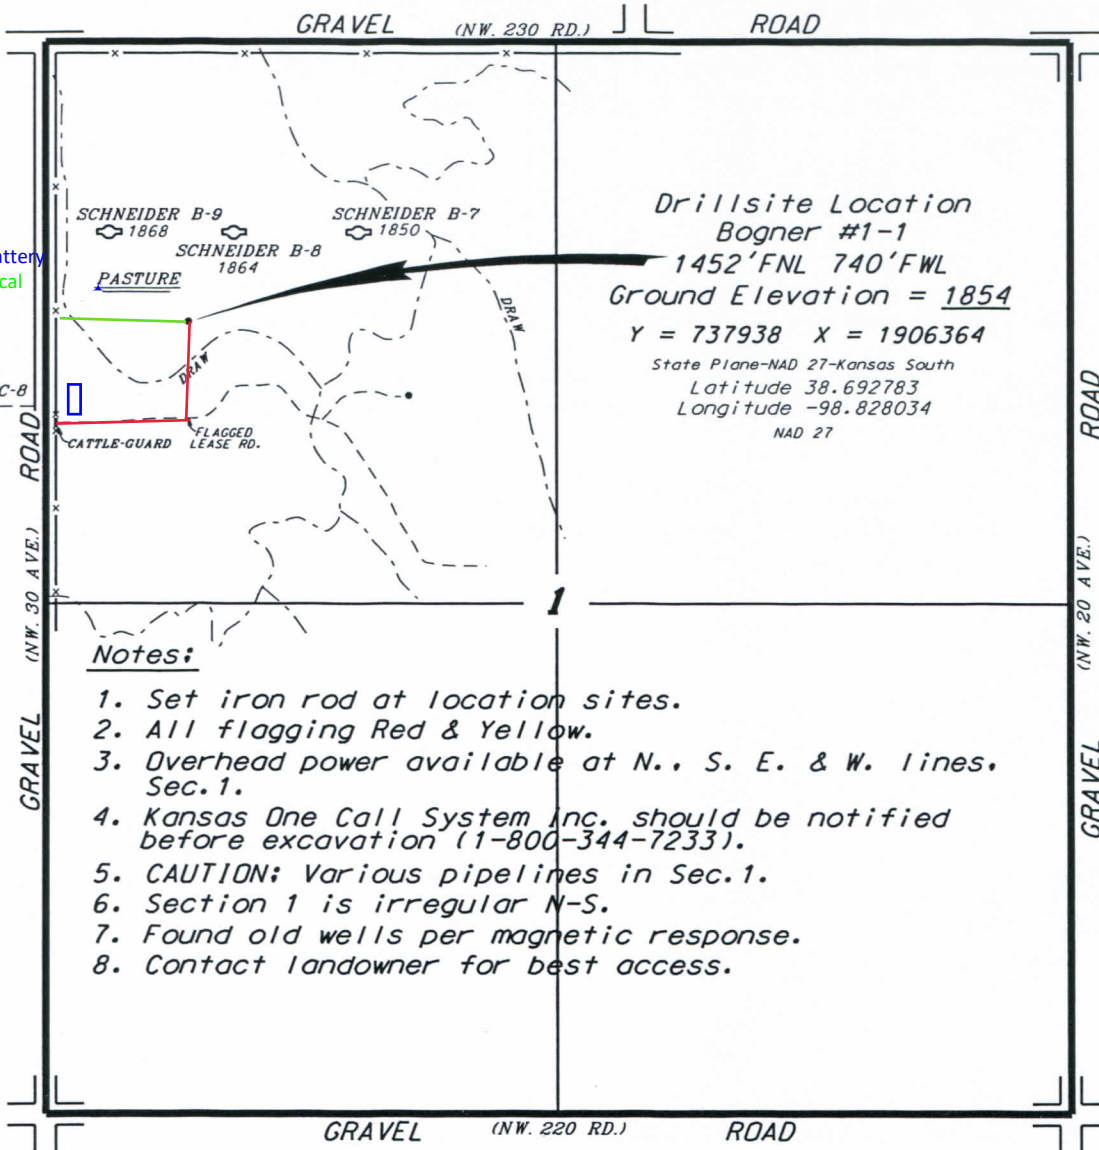 GRAVEL (NW. 230 RD.) ROAD
SCHNEIDER B-9
1868
SCHNEIDER B-7
1850
SCHNEIDER B-8
1864
attery
cal
PASTURE
DRAW
DRAW
C-8
CATTLE-GUARD
FLAGGED
LEASE RD.
Drillsite Location
Bogner #1-1
1452'FNL 740'FWL
Ground Elevation = 1854
Y = 737938 X = 1906364
State Plane-NAD 27-Kansas South
Latitude 38.692783
Longitude -98.828034
NAD 27
GRAVEL (NW. 30 AVE.) ROAD
GRAVEL (NW. 20 AVE.) ROAD
1
Notes:
1. Set iron rod at location sites.
2. All flagging Red & Yellow.
3. Overhead power available at N., S. E. & W. lines,
Sec.1.
4. Kansas One Call System Inc. should be notified
before excavation (1-800-344-7233).
5. CAUTION: Various pipelines in Sec.1.
6. Section 1 is irregular N-S.
7. Found old wells per magnetic response.
8. Contact landowner for best access.
GRAVEL (NW. 220 RD.) ROAD